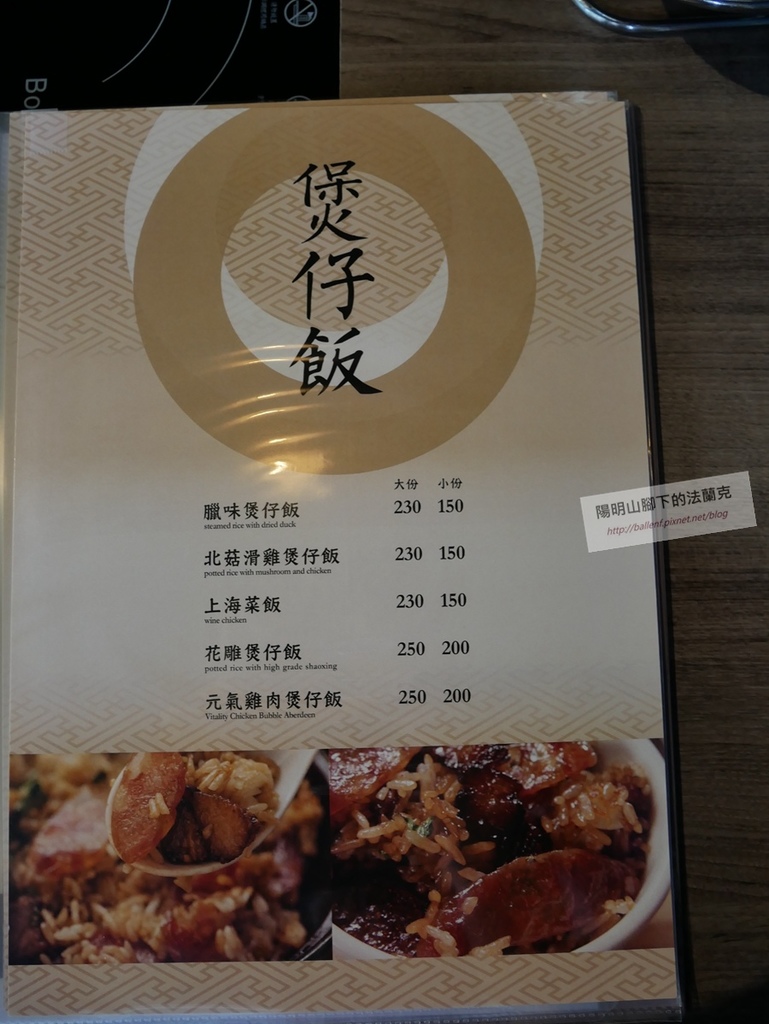 Bo
煲仔飯
大份 小份
臘味煲仔飯 230 150
steamed rice with dried duck
北菇滑雞煲仔飯 230 150
potted rice with mushroom and chicken
上海菜飯 230 150
wine chicken
花雕煲仔飯 250 200
potted rice with high grade shaoxing
元氣雞肉煲仔飯 250 200
Vitality Chicken Bubble Aberdeen
陽明山腳下的法蘭克
http://ballenf.pixnet.net/blog